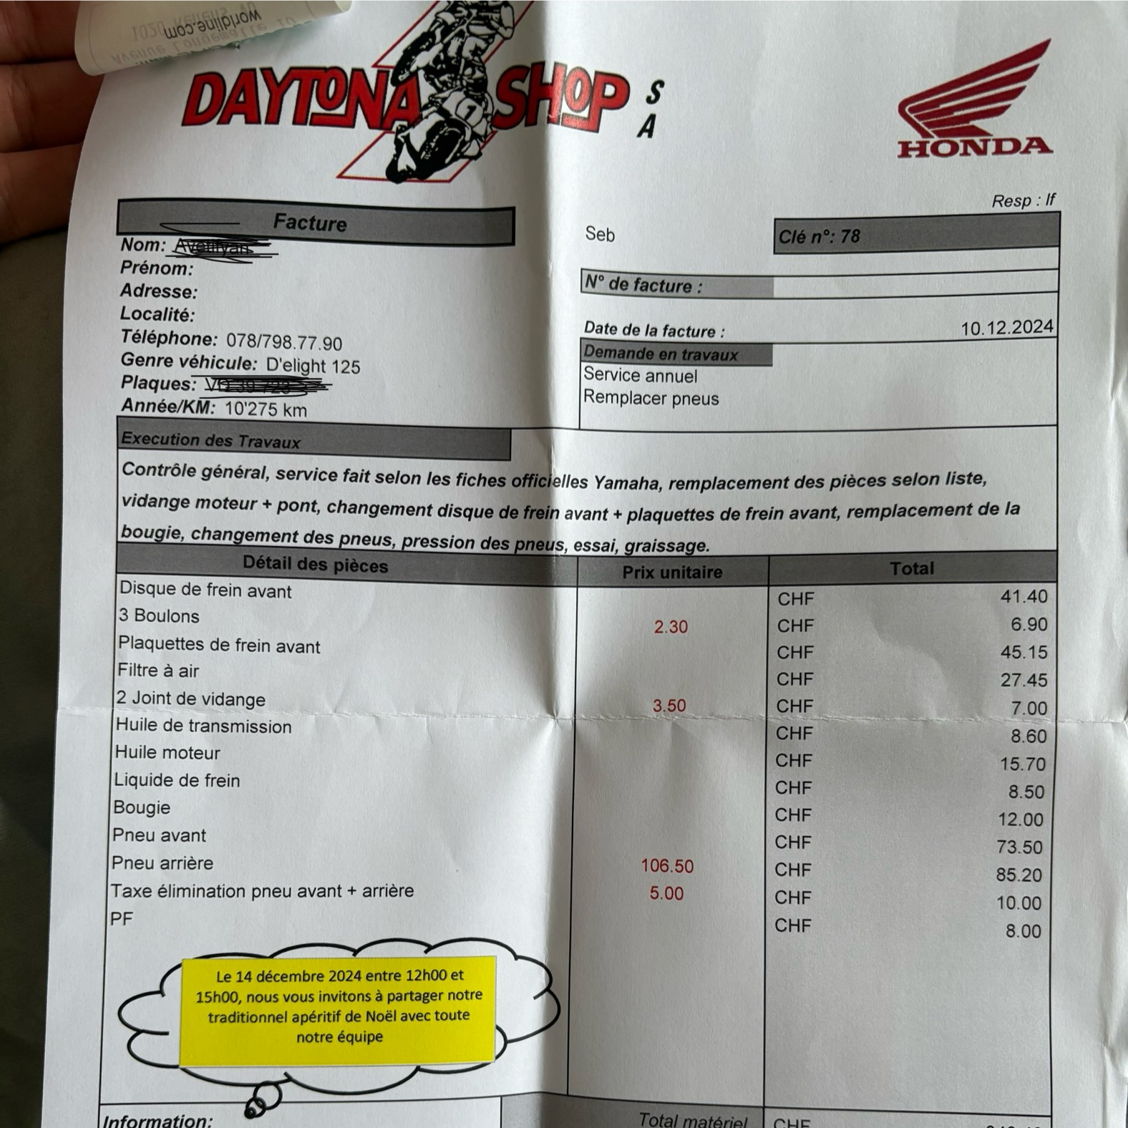 worldline.com
DAYTONA SHOP SA
HONDA
Resp : lf
Facture
Seb
Clé n°: 78
Nom:
Prénom:
Adresse:
Localité:
Téléphone: 078/798.77.90
Genre véhicule: D'elight 125
Plaques:
Année/KM: 10'275 km
N° de facture :
Date de la facture : 10.12.2024
Demande en travaux
Service annuel
Remplacer pneus
Execution des Travaux
Contrôle général, service fait selon les fiches officielles Yamaha, remplacement des pièces selon liste,
vidange moteur + pont, changement disque de frein avant + plaquettes de frein avant, remplacement de la
bougie, changement des pneus, pression des pneus, essai, graissage.
Détail des pièces Prix unitaire Total
Disque de frein avant CHF 41.40
3 Boulons 2.30 CHF 6.90
Plaquettes de frein avant CHF 45.15
Filtre à air CHF 27.45
2 Joint de vidange 3.50 CHF 7.00
Huile de transmission CHF 8.60
Huile moteur CHF 15.70
Liquide de frein CHF 8.50
Bougie CHF 12.00
Pneu avant CHF 73.50
Pneu arrière 106.50 CHF 85.20
Taxe élimination pneu avant + arrière 5.00 CHF 10.00
PF CHF 8.00
Le 14 décembre 2024 entre 12h00 et
15h00, nous vous invitons à partager notre
traditionnel apéritif de Noël avec toute
notre équipe
Information:
Total matériel CHF